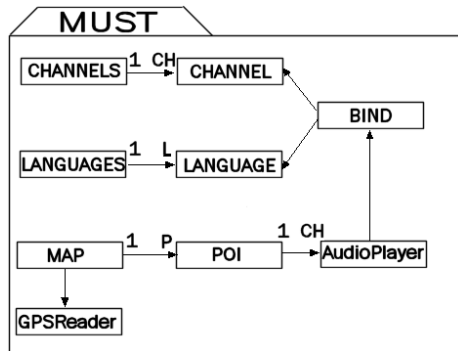 MUST
1 CH
CHANNELS CHANNEL
BIND
1 L
LANGUAGES LANGUAGE
1 P 1 CH
MAP POI AudioPlayer
GPSReader